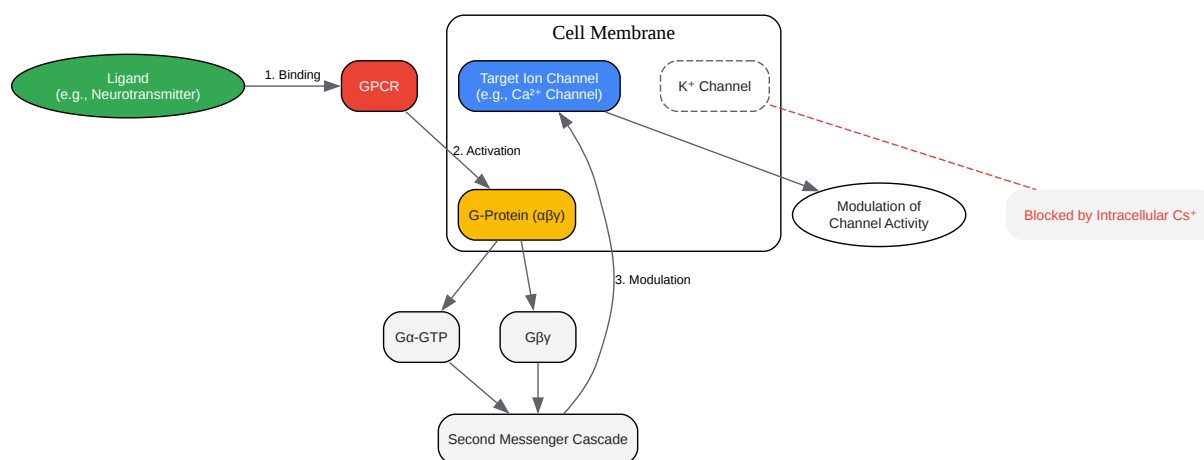 Cell Membrane
Ligand
(e.g., Neurotransmitter)
1. Binding
GPCR
Target Ion Channel
(e.g., Ca²⁺ Channel)
K⁺ Channel
2. Activation
G-Protein (αβγ)
Modulation of
Channel Activity
Blocked by Intracellular Cs⁺
3. Modulation
Gα-GTP
Gβγ
Second Messenger Cascade